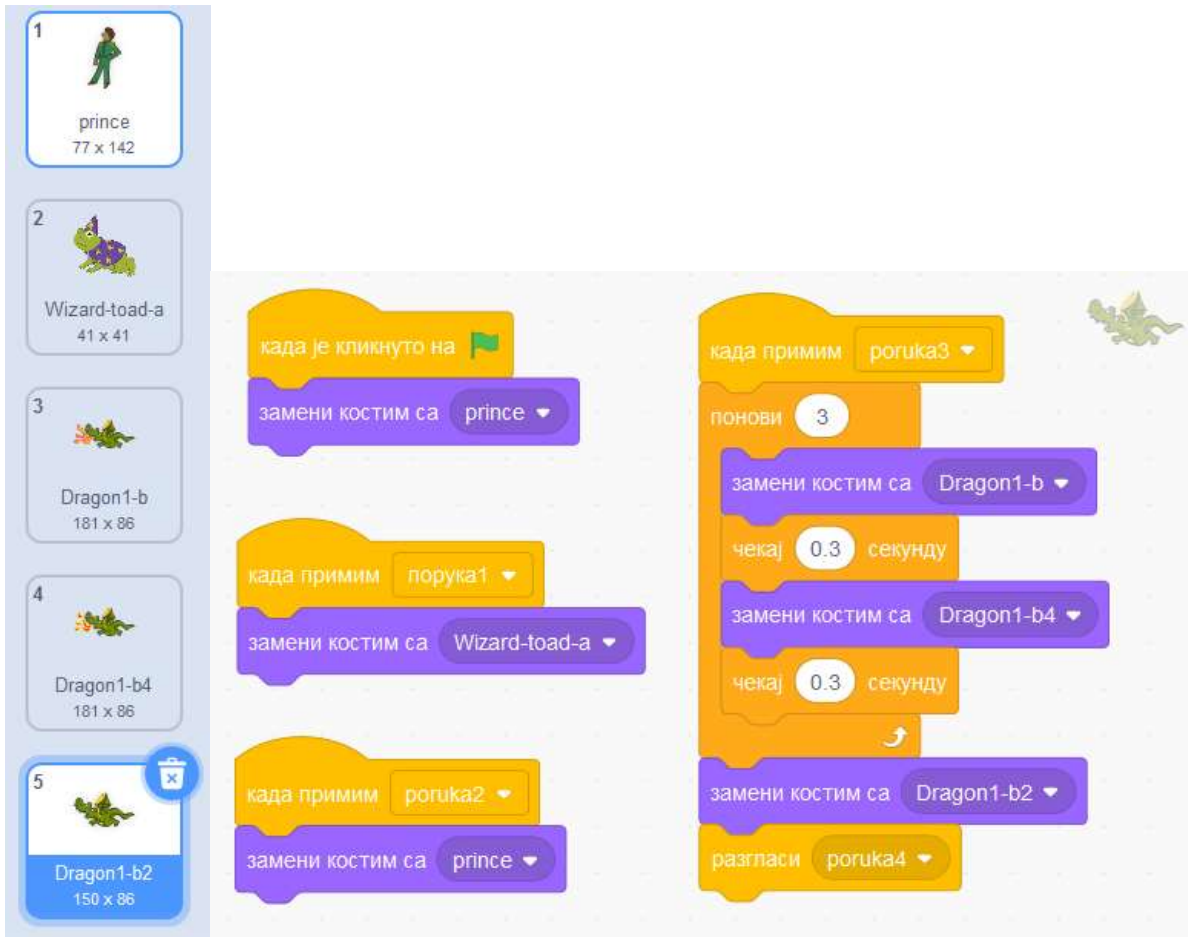 1
prince
77 x 142
2
Wizard-toad-a
41 x 41
3
Dragon1-b
181 x 86
4
Dragon1-b4
181 x 86
5
Dragon1-b2
150 x 86
када је кликнуто на
замени костим са prince
када примим порука1
замени костим са Wizard-toad-a
када примим poruka2
замени костим са prince
када примим poruka3
понови 3
замени костим са Dragon1-b
чекај 0.3 секунду
замени костим са Dragon1-b4
чекај 0.3 секунду
замени костим са Dragon1-b2
разгласи poruka4